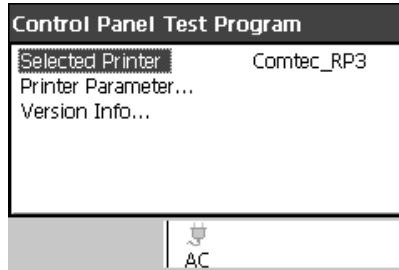 Control Panel Test Program
Selected Printer Comtec_RP3
Printer Parameter...
Version Info...
AC